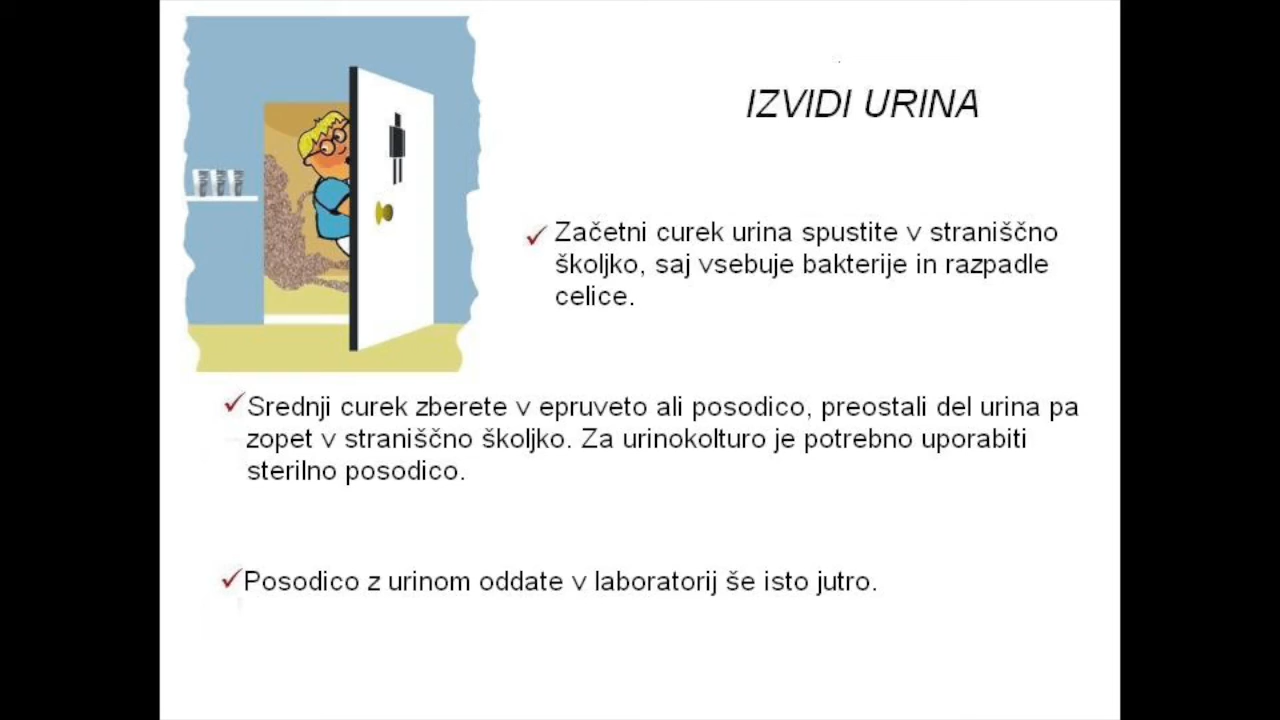 IZVIDI URINA
Začetni curek urina spustite v straniščno
školjko, saj vsebuje bakterije in razpadle
celice.
Srednji curek zberete v epruveto ali posodico, preostali del urina pa
zopet v straniščno školjko. Za urinokolturo je potrebno uporabiti
sterilno posodico.
Posodico z urinom oddate v laboratorij še isto jutro.